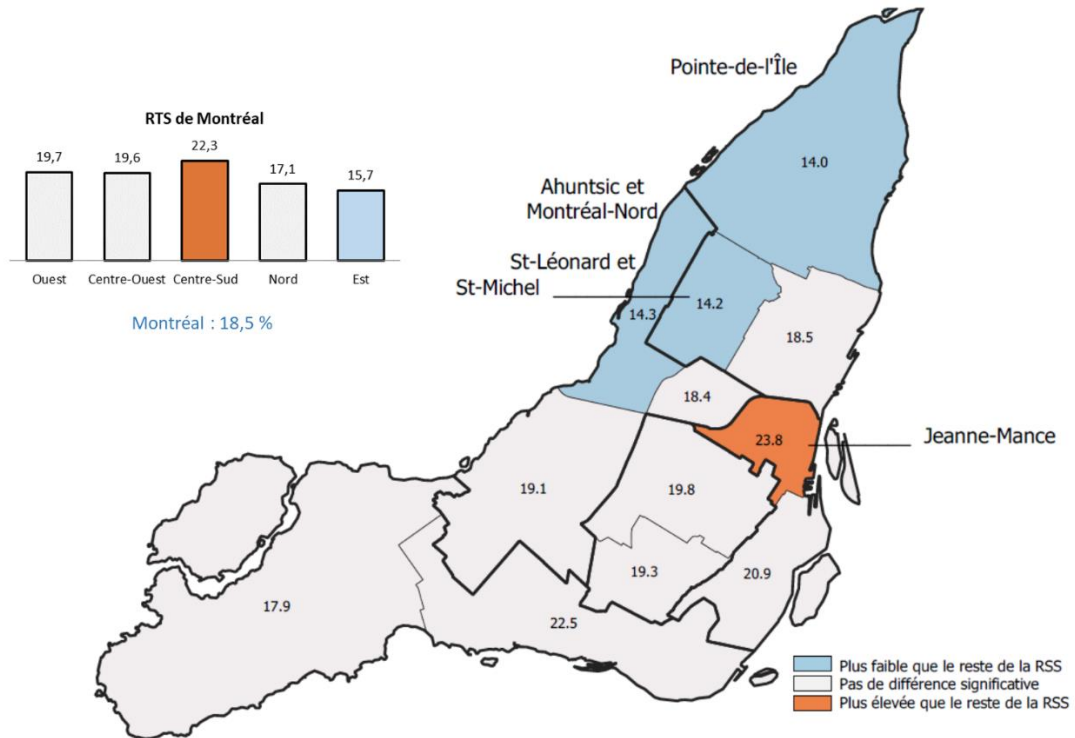 RTS de Montréal
19,7
19,6
22,3
17,1
15,7
Ouest
Centre-Ouest
Centre-Sud
Nord
Est
Montréal : 18,5 %
Pointe-de-l'Île
14.0
Ahuntsic et
Montréal-Nord
St-Léonard et
St-Michel
14.3
14.2
18.5
18.4
23.8
Jeanne-Mance
19.1
19.8
19.3
20.9
17.9
22.5
Plus faible que le reste de la RSS
Pas de différence significative
Plus élevée que le reste de la RSS